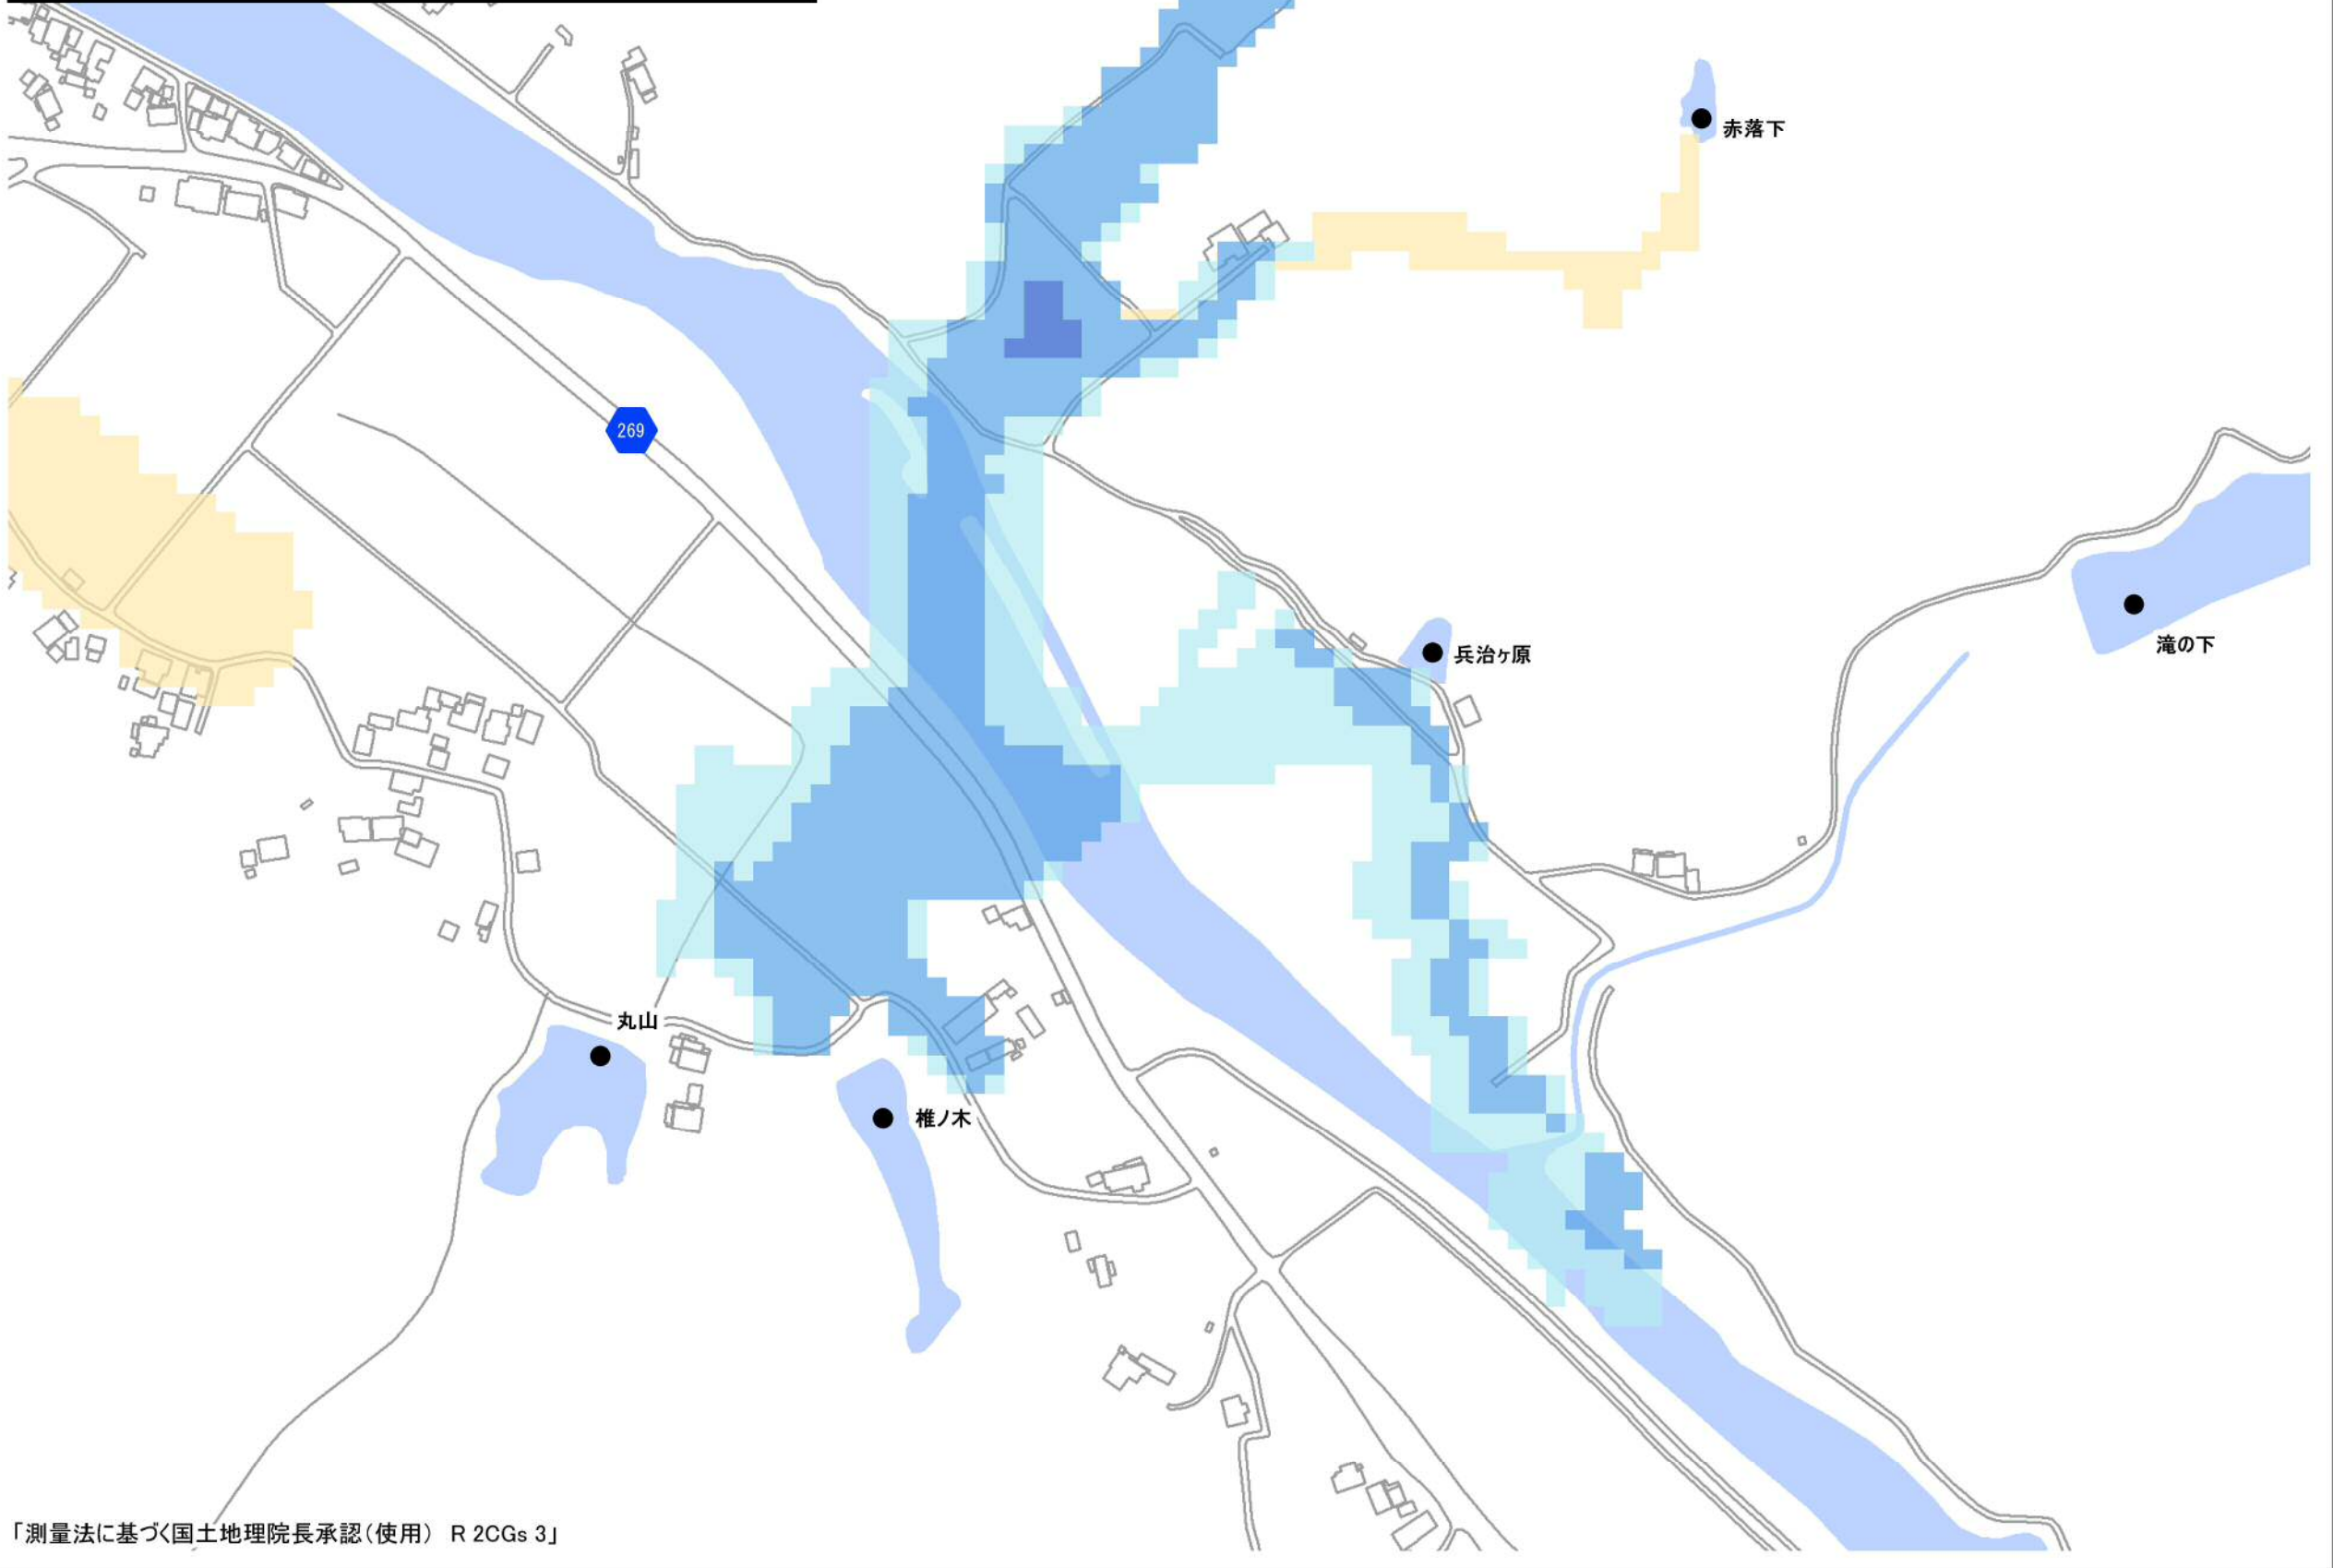 赤落下
269
兵治ヶ原
滝の下
丸山
椎ノ木
「測量法に基づく国土地理院長承認（使用） R 2CGs 3」